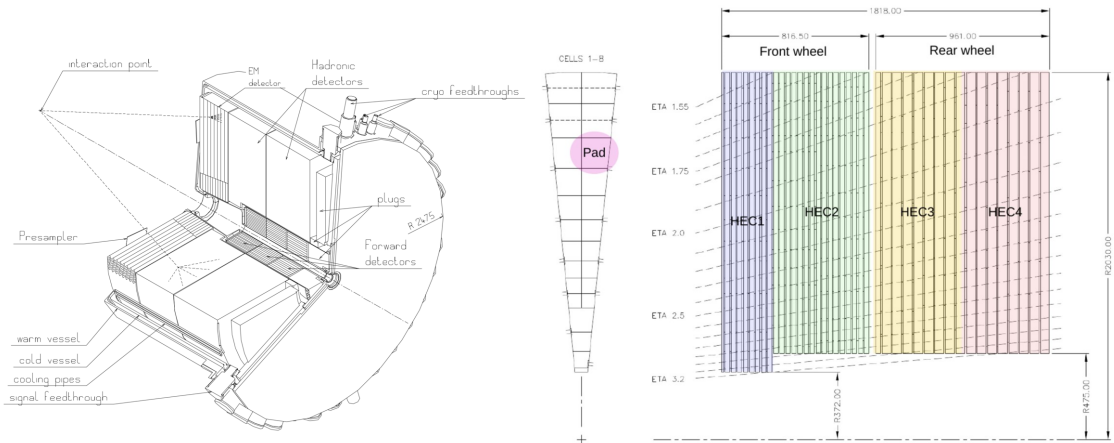 interaction point
EM
detector
Hadronic
detectors
cryo feedthroughs
plugs
R 2475
Presampler
Forward
detectors
warm vessel
cold vessel
cooling pipes
signal feedthrough
CELLS 1-8
Pad
1818.00
816.50
961.00
Front wheel
Rear wheel
ETA 1.55
ETA 1.75
ETA 2.0
ETA 2.5
ETA 3.2
HEC1
HEC2
HEC3
HEC4
R372.00
R475.00
R2030.00